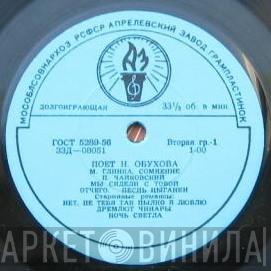 МОСОБЛСОВНАРХОЗ РСФСР АПРЕЛЕВСКИЙ ЗАВОД ГРАМПЛАСТИНОК
ДОЛГОИГРАЮЩАЯ
33⅓ об. в мин.
ГОСТ 5289-56
Вторая гр.-1
33Д-08051
1-00
ПОЕТ Н. ОБУХОВА
М. ГЛИНКА. СОМНЕНИЕ
П. ЧАЙКОВСКИЙ
МЫ СИДЕЛИ С ТОБОЙ
ОТЧЕГО. — ПЕСНЬ ЦЫГАНКИ
Старинные романсы:
НЕТ, НЕ ТЕБЯ ТАК ПЫЛКО Я ЛЮБЛЮ
ДРЕМЛЮТ ЧИНАРЫ
НОЧЬ СВЕТЛА
МАРКЕТ ВИНИЛА